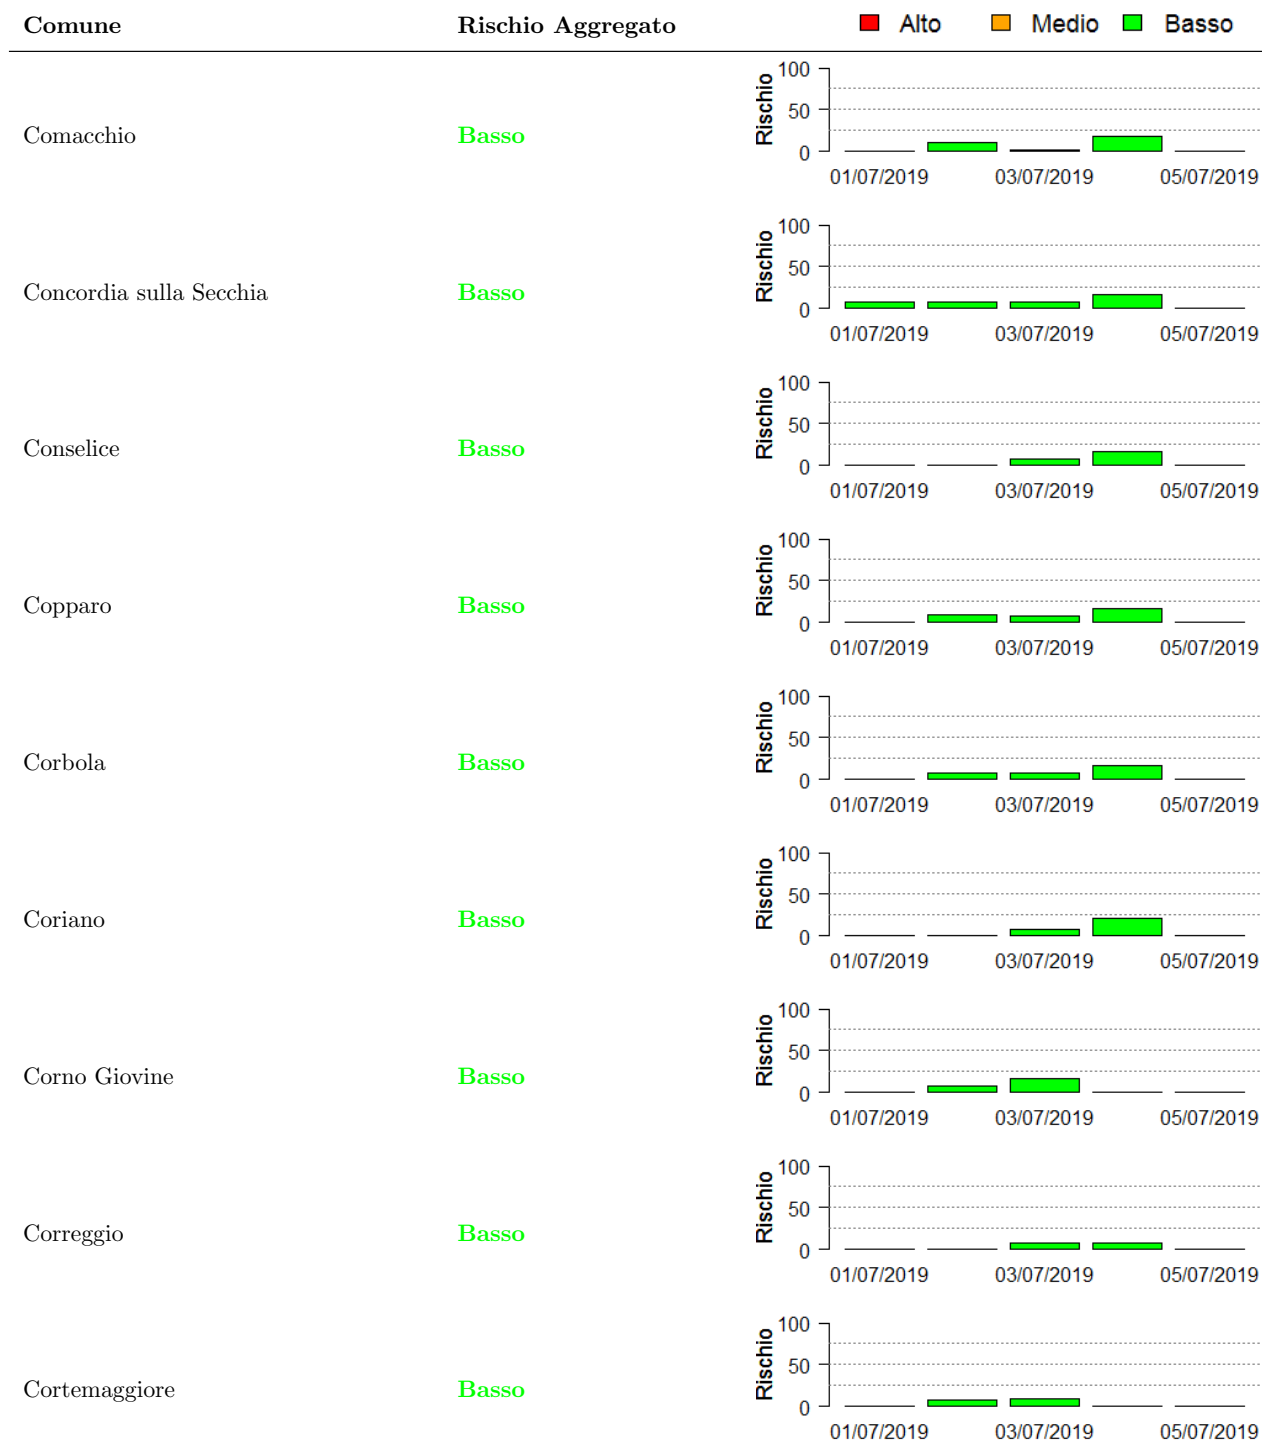 Comune Rischio Aggregato Alto Medio Basso
Comacchio Basso
Rischio
100
50
0
01/07/2019 03/07/2019 05/07/2019
Concordia sulla Secchia Basso
Rischio
100
50
0
01/07/2019 03/07/2019 05/07/2019
Conselice Basso
Rischio
100
50
0
01/07/2019 03/07/2019 05/07/2019
Copparo Basso
Rischio
100
50
0
01/07/2019 03/07/2019 05/07/2019
Corbola Basso
Rischio
100
50
0
01/07/2019 03/07/2019 05/07/2019
Coriano Basso
Rischio
100
50
0
01/07/2019 03/07/2019 05/07/2019
Corno Giovine Basso
Rischio
100
50
0
01/07/2019 03/07/2019 05/07/2019
Correggio Basso
Rischio
100
50
0
01/07/2019 03/07/2019 05/07/2019
Cortemaggiore Basso
Rischio
100
50
0
01/07/2019 03/07/2019 05/07/2019